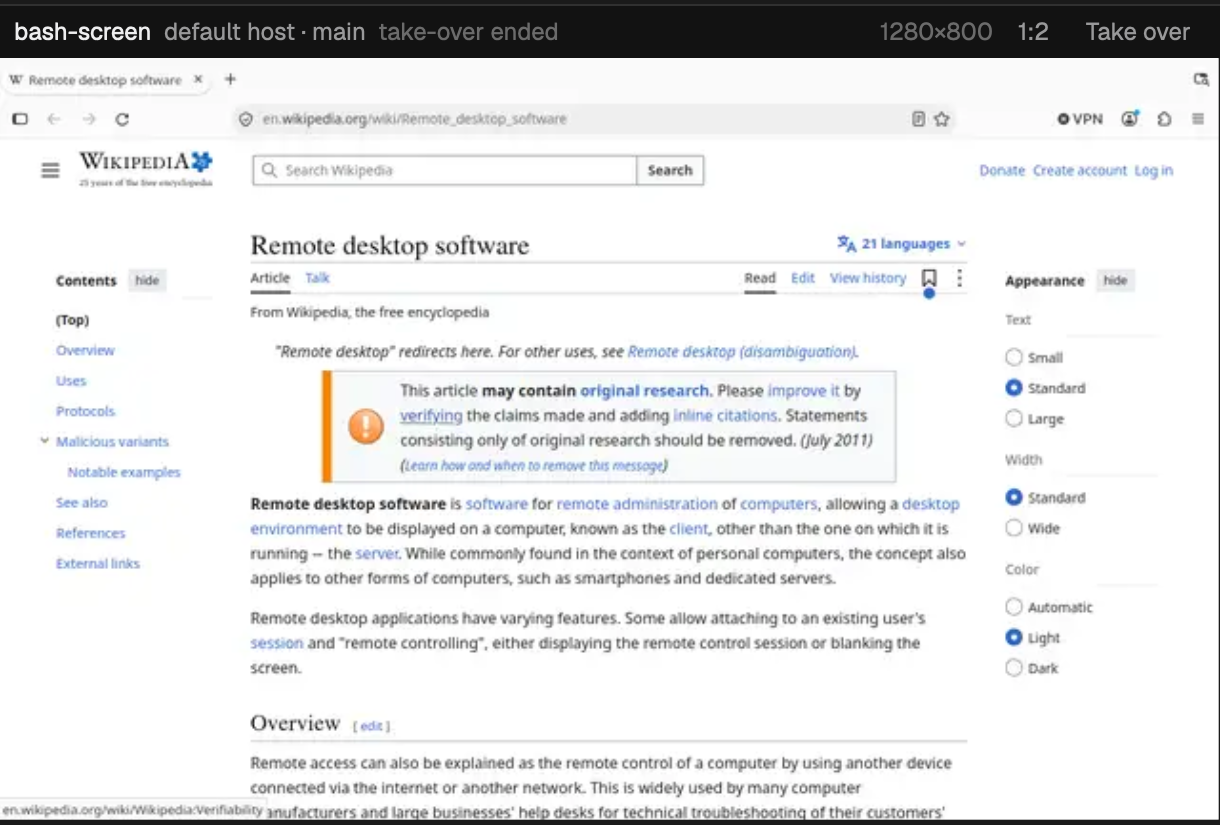 bash-screen default host · main take-over ended 1280×800 1:2 Take over
Remote desktop software
VPN
en.wikipedia.org/wiki/Remote_desktop_software
WIKIPEDIA
25 years of the free encyclopedia
Search Wikipedia
Search
Donate Create account Log in
Remote desktop software
21 languages
Contents hide
(Top)
Overview
Uses
Protocols
Malicious variants
Notable examples
See also
References
External links
Article Talk
Read Edit View history
From Wikipedia, the free encyclopedia
"Remote desktop" redirects here. For other uses, see Remote desktop (disambiguation).
This article may contain original research. Please improve it by
verifying the claims made and adding inline citations. Statements
consisting only of original research should be removed. (July 2011)
(Learn how and when to remove this message)
Remote desktop software is software for remote administration of computers, allowing a desktop
environment to be displayed on a computer, known as the client, other than the one on which it is
running – the server. While commonly found in the context of personal computers, the concept also
applies to other forms of computers, such as smartphones and dedicated servers.
Remote desktop applications have varying features. Some allow attaching to an existing user's
session and "remote controlling", either displaying the remote control session or blanking the
screen.
Overview [ edit ]
Remote access can also be explained as the remote control of a computer by using another device
connected via the internet or another network. This is widely used by many computer
anufacturers and large businesses' help desks for technical troubleshooting of their customers'
Appearance hide
Text
Small
Standard
Large
Width
Standard
Wide
Color
Automatic
Light
Dark
en.wikipedia.org/wiki/Wikipedia:Verifiability